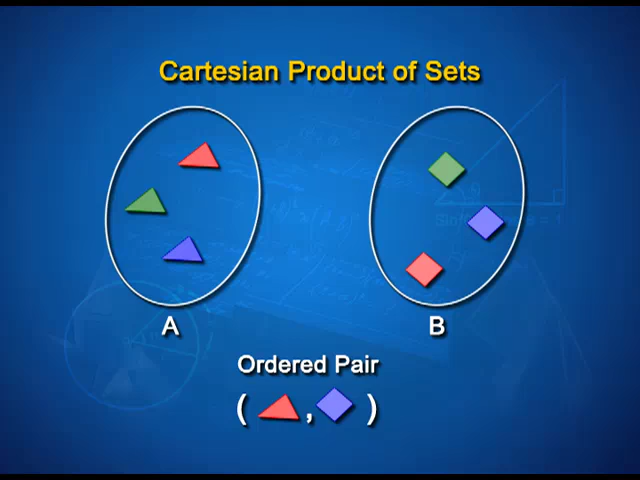 Cartesian Product of Sets
A
B
Ordered Pair
( , )